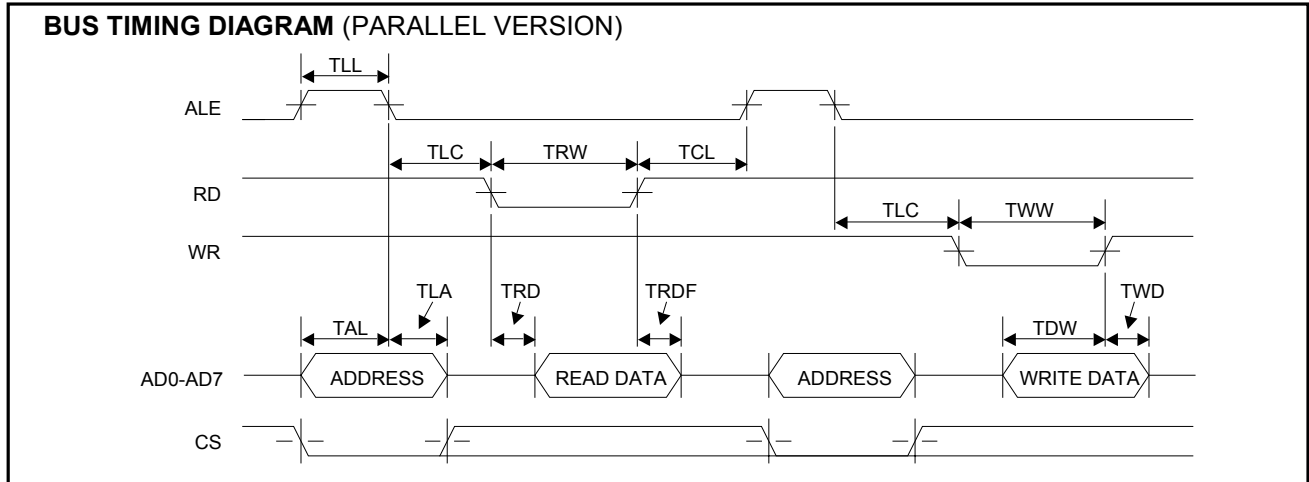 BUS TIMING DIAGRAM (PARALLEL VERSION)
TLL
ALE
TLC TRW TCL
RD
TLC TWW
WR
TLA TRD TRDF TWD
TAL TDW
AD0-AD7 ADDRESS READ DATA ADDRESS WRITE DATA
CS